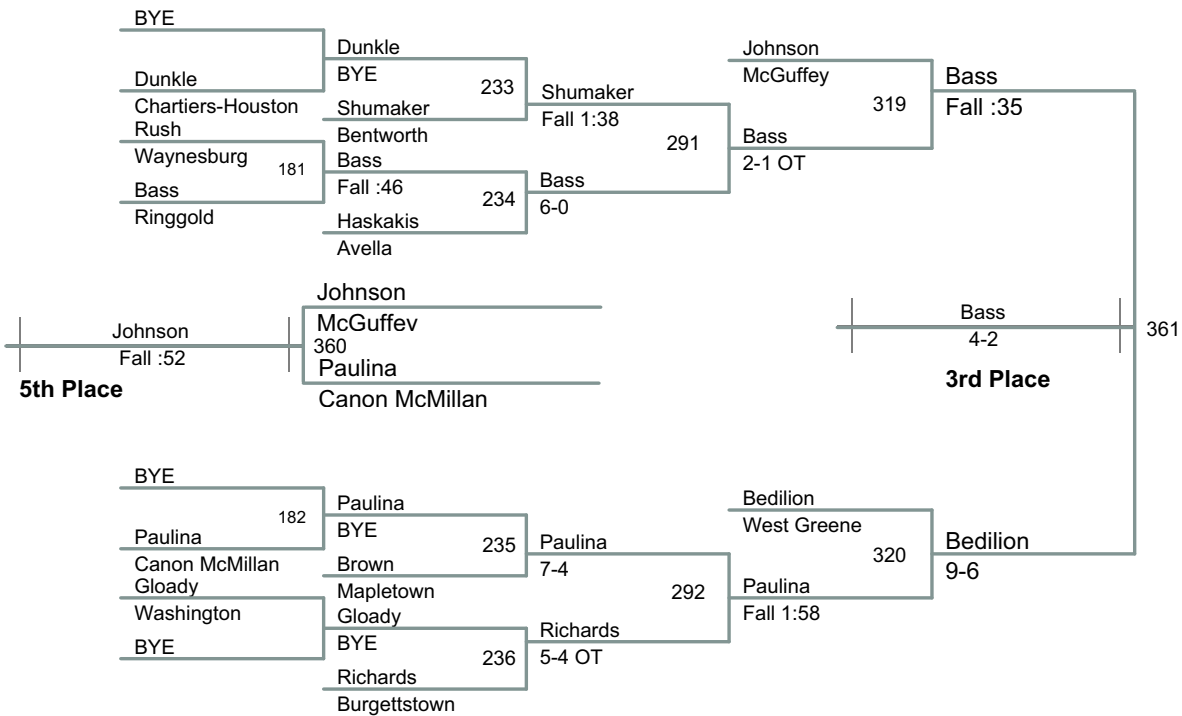 BYE
Dunkle
Chartiers-Houston
Rush
Waynesburg
181
Bass
Ringgold
Dunkle
BYE
233
Shumaker
Bentworth
Bass
Fall :46
234
Haskakis
Avella
Shumaker
Fall 1:38
291
Bass
6-0
Johnson
McGuffey
319
Bass
2-1 OT
Bass
Fall :35
Johnson
Fall :52
5th Place
Johnson
McGuffev
360
Paulina
Canon McMillan
Bass
4-2
3rd Place
361
BYE
182
Paulina
Canon McMillan
Gloady
Washington
BYE
Paulina
BYE
235
Brown
Mapletown
Gloady
BYE
236
Richards
Burgettstown
Paulina
7-4
292
Richards
5-4 OT
Bedilion
West Greene
320
Paulina
Fall 1:58
Bedilion
9-6